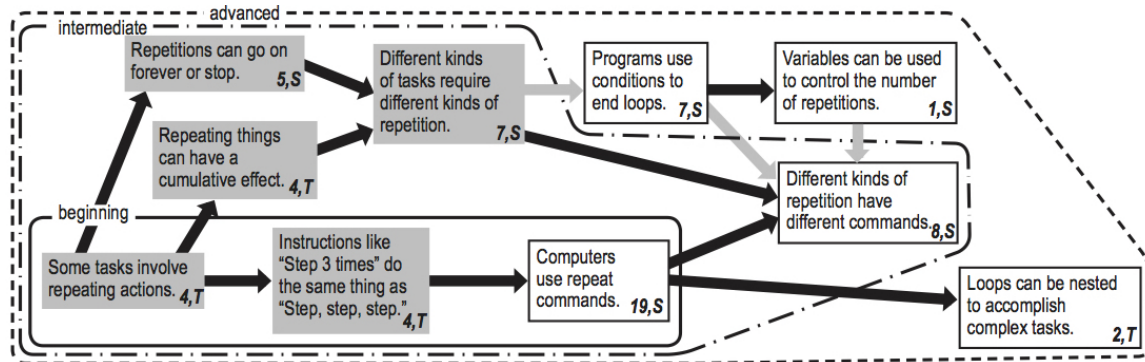 advanced
intermediate
Repetitions can go on
forever or stop.
5,S
Different kinds
of tasks require
different kinds of
repetition.
7,S
Programs use
conditions to
end loops.
7,S
Variables can be used
to control the number
of repetitions.
1,S
Repeating things
can have a
cumulative effect.
4,T
Different kinds of
repetition have
different commands.
8,S
beginning
Some tasks involve
repeating actions.
4,T
Instructions like
“Step 3 times” do
the same thing as
“Step, step, step.”
4,T
Computers
use repeat
commands.
19,S
Loops can be nested
to accomplish
complex tasks.
2,T